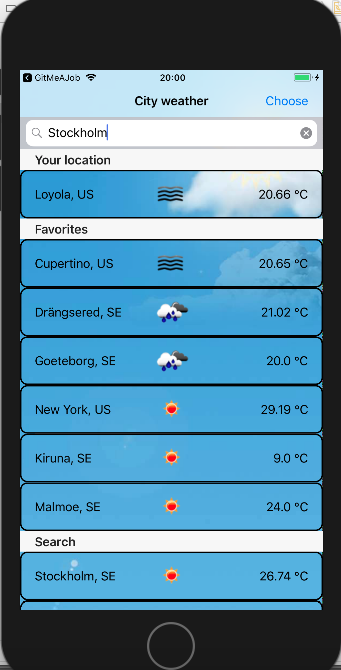 GitMeAJob 20:00
City weather Choose
Stockholm
Your location
Loyola, US 20.66 °C
Favorites
Cupertino, US 20.65 °C
Drängsered, SE 21.02 °C
Goeteborg, SE 20.0 °C
New York, US 29.19 °C
Kiruna, SE 9.0 °C
Malmoe, SE 24.0 °C
Search
Stockholm, SE 26.74 °C